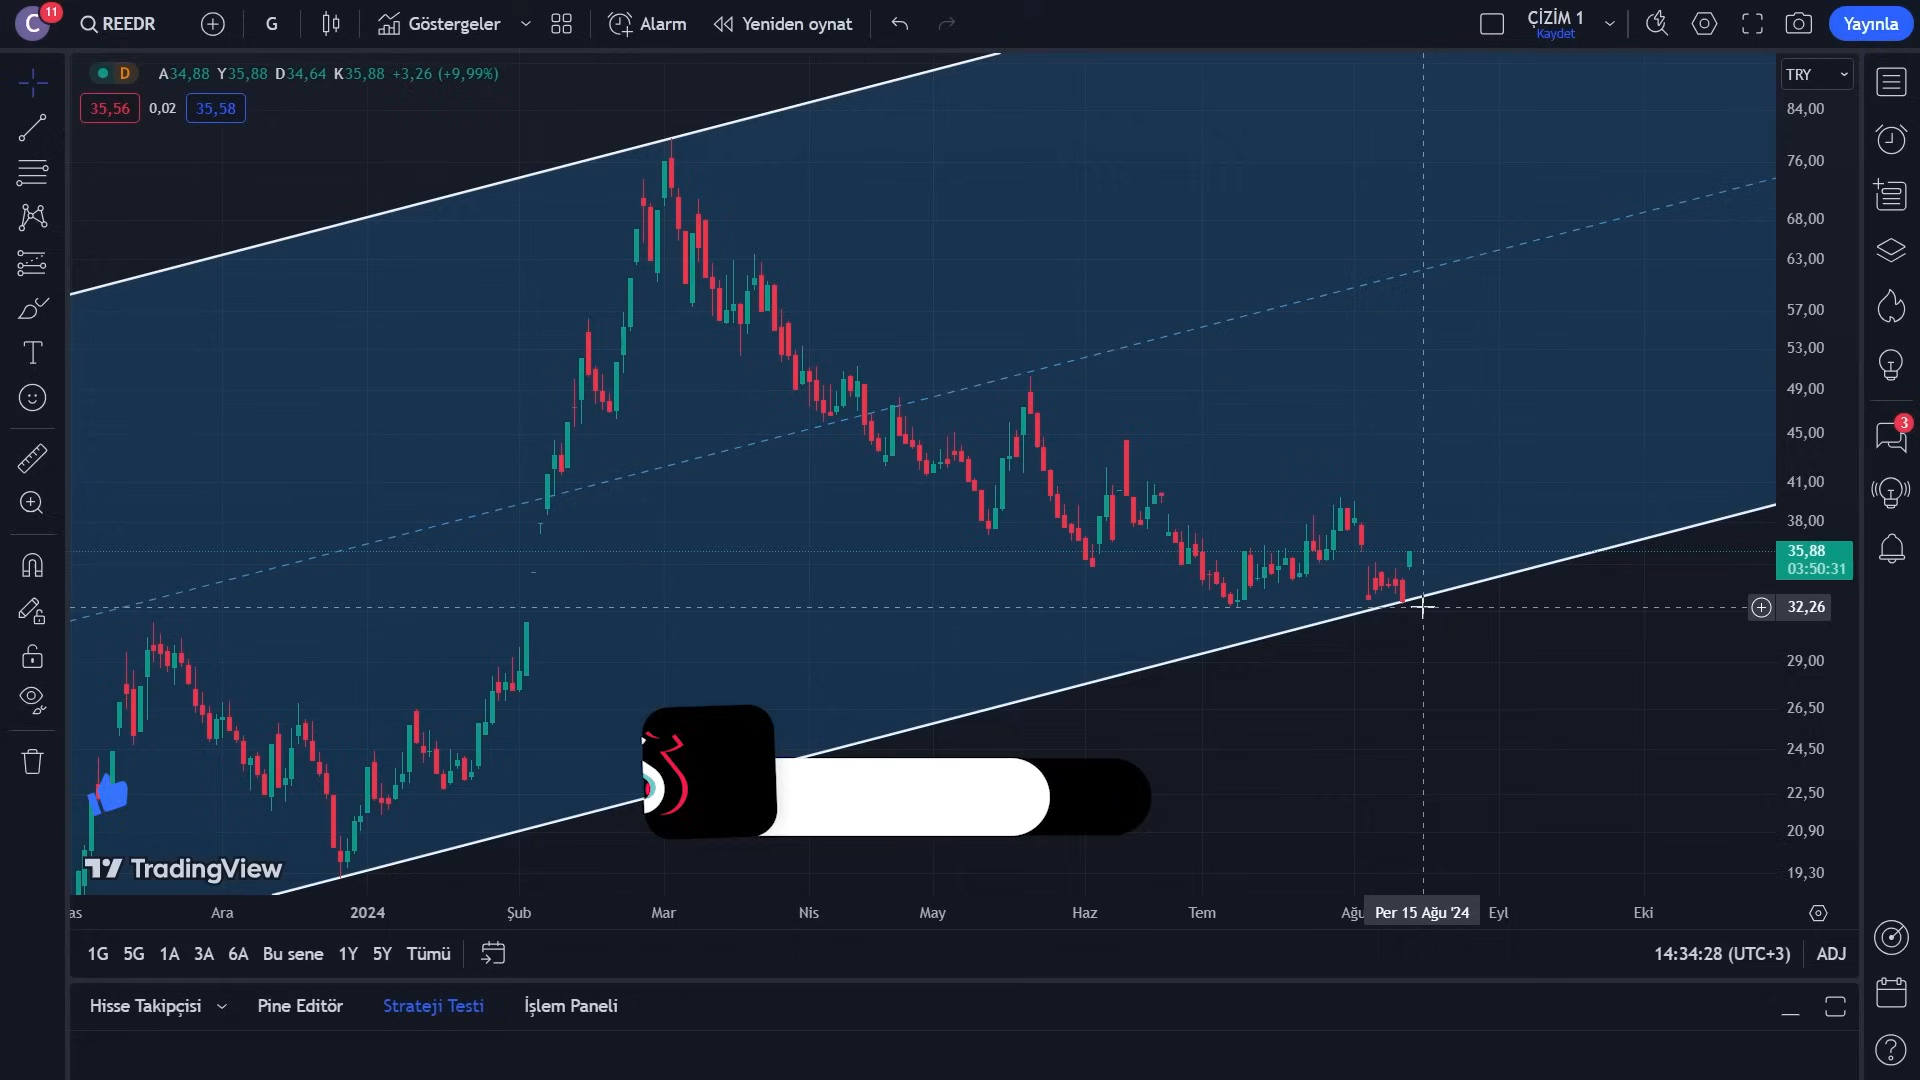 C
11
REEDR
G
Göstergeler
Alarm
Yeniden oynat
ÇİZİM 1
Kaydet
Yayınla
D
A34,88 Y35,88 D34,64 K35,88 +3,26 (+9,99%)
35,56
0,02
35,58
TRY
84,00
76,00
68,00
63,00
57,00
53,00
49,00
45,00
41,00
38,00
35,88
03:50:31
32,26
29,00
26,50
24,50
22,50
20,90
19,30
3
TradingView
as
Ara
2024
Şub
Mar
Nis
May
Haz
Tem
Ağu
Per 15 Ağu '24
Eyl
Eki
1G
5G
1A
3A
6A
Bu sene
1Y
5Y
Tümü
14:34:28 (UTC+3)
ADJ
Hisse Takipçisi
Pine Editör
Strateji Testi
İşlem Paneli